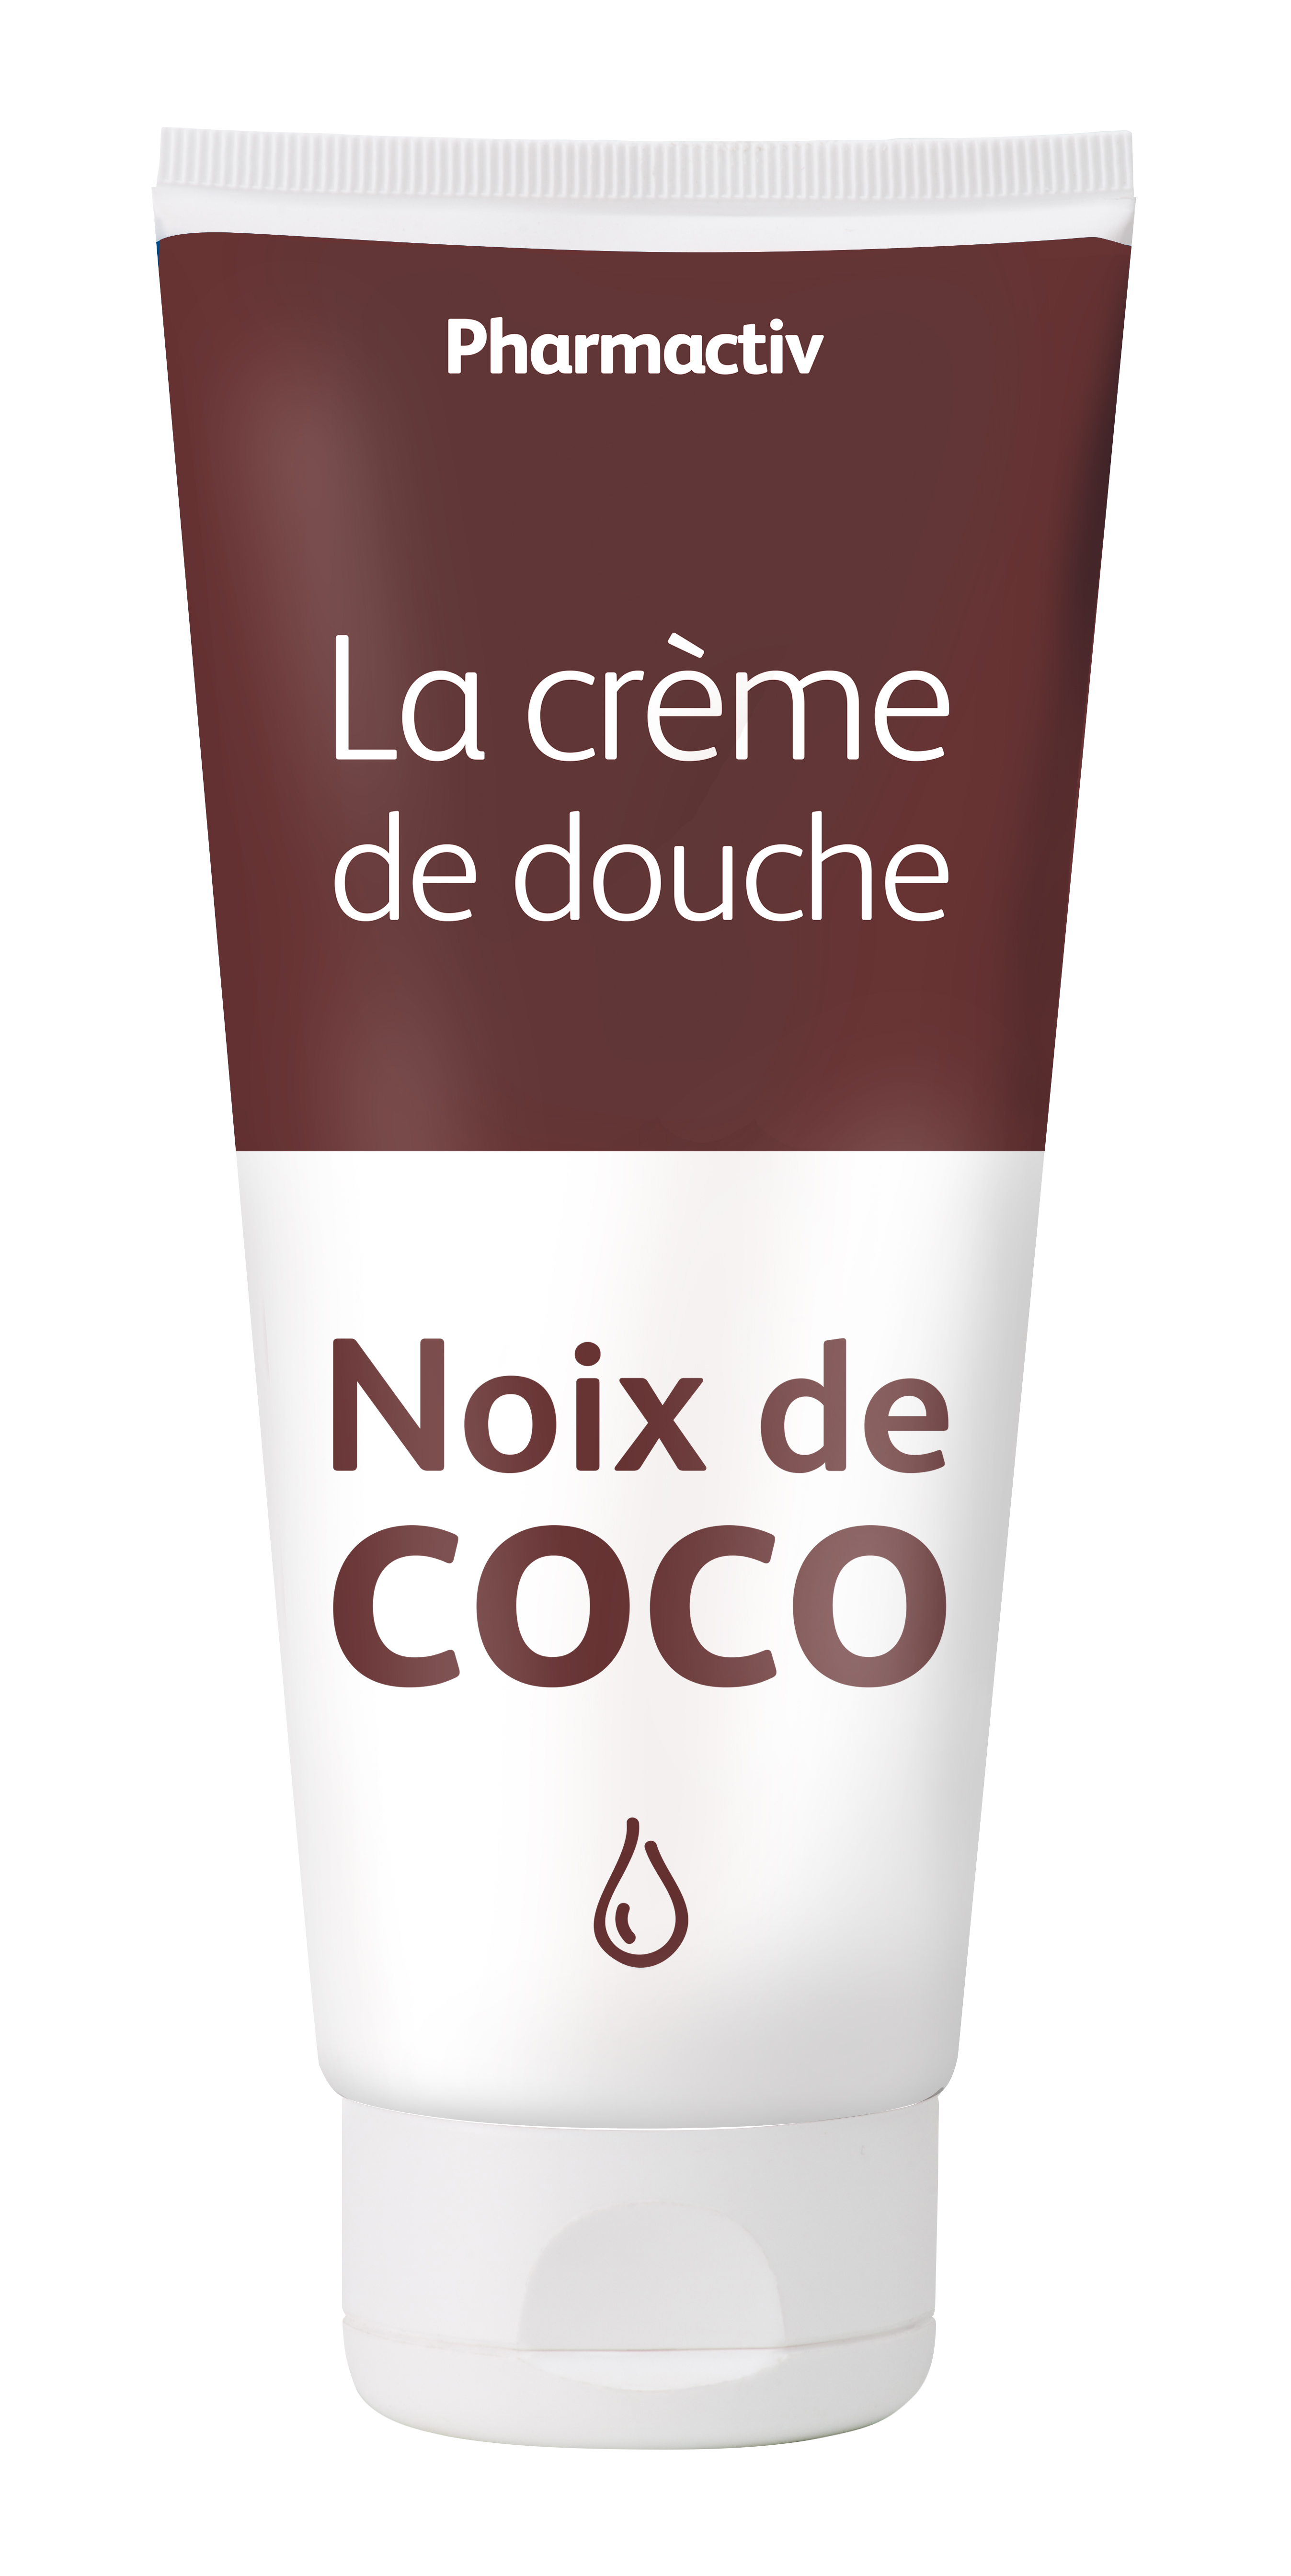 Pharmactiv
La crème
de douche
Noix de
COCO